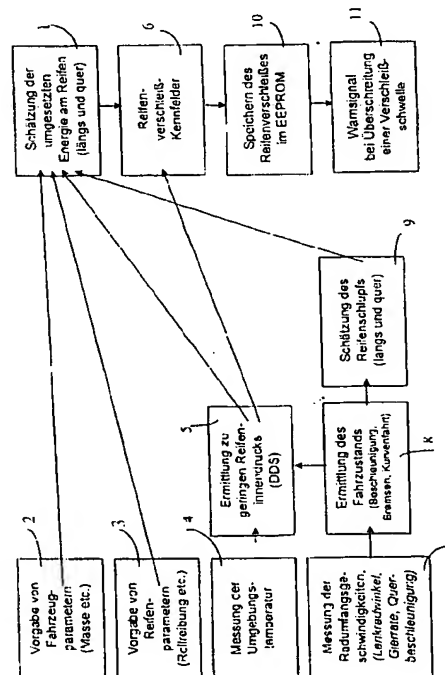 1
Schätzung der
umgesetzten
Energie am Reifen
(längs und quer)
6
Reifen-
verschleiß-
Kennfelder
10
Speichern des
Reifenverschleißes
im EEPROM
11
Warnsignal
bei Überschreitung
einer Verschleiß-
schwelle
2
Vorgabe von
Fahrzeug-
parametern
(Masse etc.)
3
Vorgabe von
Reifen-
parametern
(Rollreibung etc.)
4
Messung der
Umgebungs-
temperatur
5
Ermittlung zu
geringen Reifen-
innendrucks
(DDS)
Messung der
Radumfangsge-
schwindigkeiten,
(Lenkradwinkel,
Gierrate, Quer-
beschleunigung)
8
Ermittlung des
Fahrzustands
(Beschleunigung,
Bremsen, Kurvenfahrt)
9
Schätzung des
Reifenschlupfs
(längs und quer)